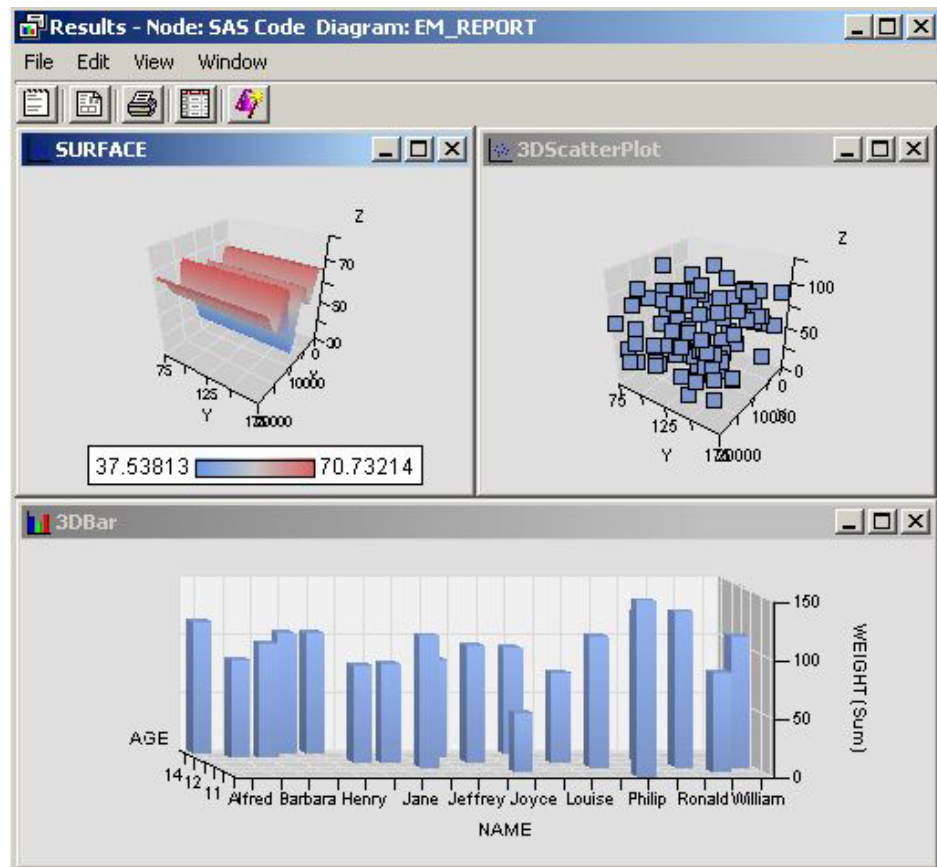 Results - Node: SAS Code Diagram: EM_REPORT
File Edit View Window
SURFACE
Z
70
50
30
0
10000
75
125
Y
37.53813
70.73214
3DScatterPlot
Z
100
50
0
0
75
125
Y
3DBar
150
100
50
0
WEIGHT (Sum)
AGE
14
12
11
Alfred Barbara Henry Jane Jeffrey Joyce Louise Philip Ronald William
NAME